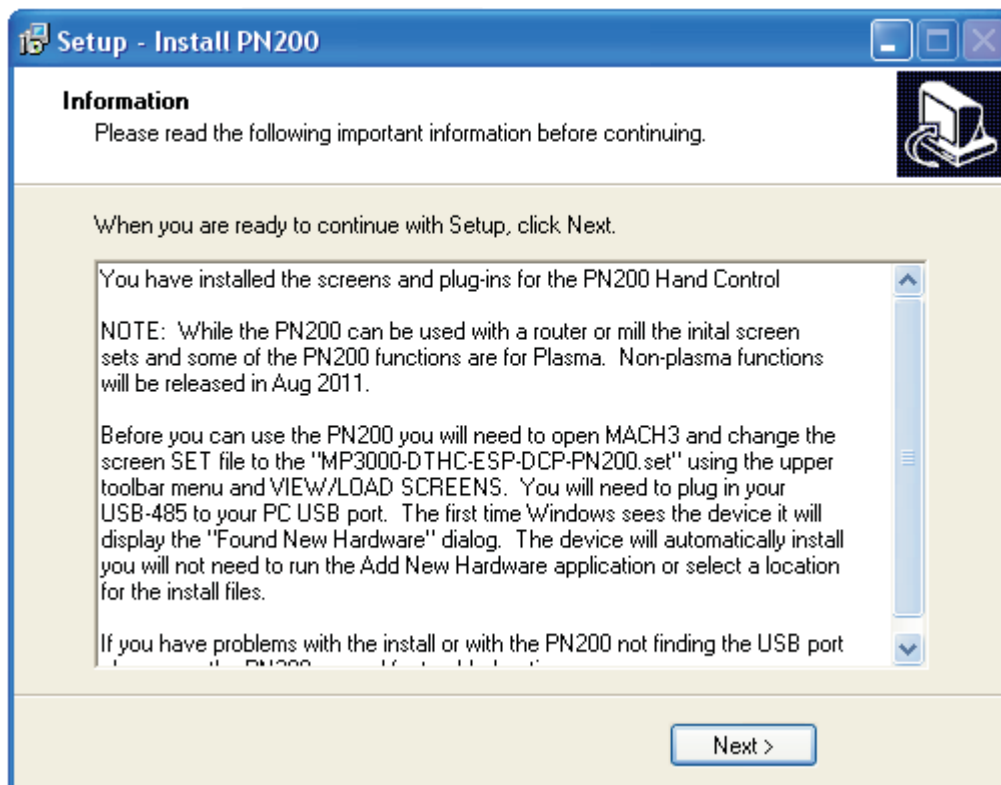 Setup - Install PN200
Information
Please read the following important information before continuing.
When you are ready to continue with Setup, click Next.
You have installed the screens and plug-ins for the PN200 Hand Control
NOTE:  While the PN200 can be used with a router or mill the inital screen
sets and some of the PN200 functions are for Plasma.  Non-plasma functions
will be released in Aug 2011.
Before you can use the PN200 you will need to open MACH3 and change the
screen SET file to the "MP3000-DTHC-ESP-DCP-PN200.set" using the upper
toolbar menu and VIEW/LOAD SCREENS.  You will need to plug in your
USB-485 to your PC USB port.  The first time Windows sees the device it will
display the "Found New Hardware" dialog.  The device will automatically install
you will not need to run the Add New Hardware application or select a location
for the install files.
If you have problems with the install or with the PN200 not finding the USB port
Next >